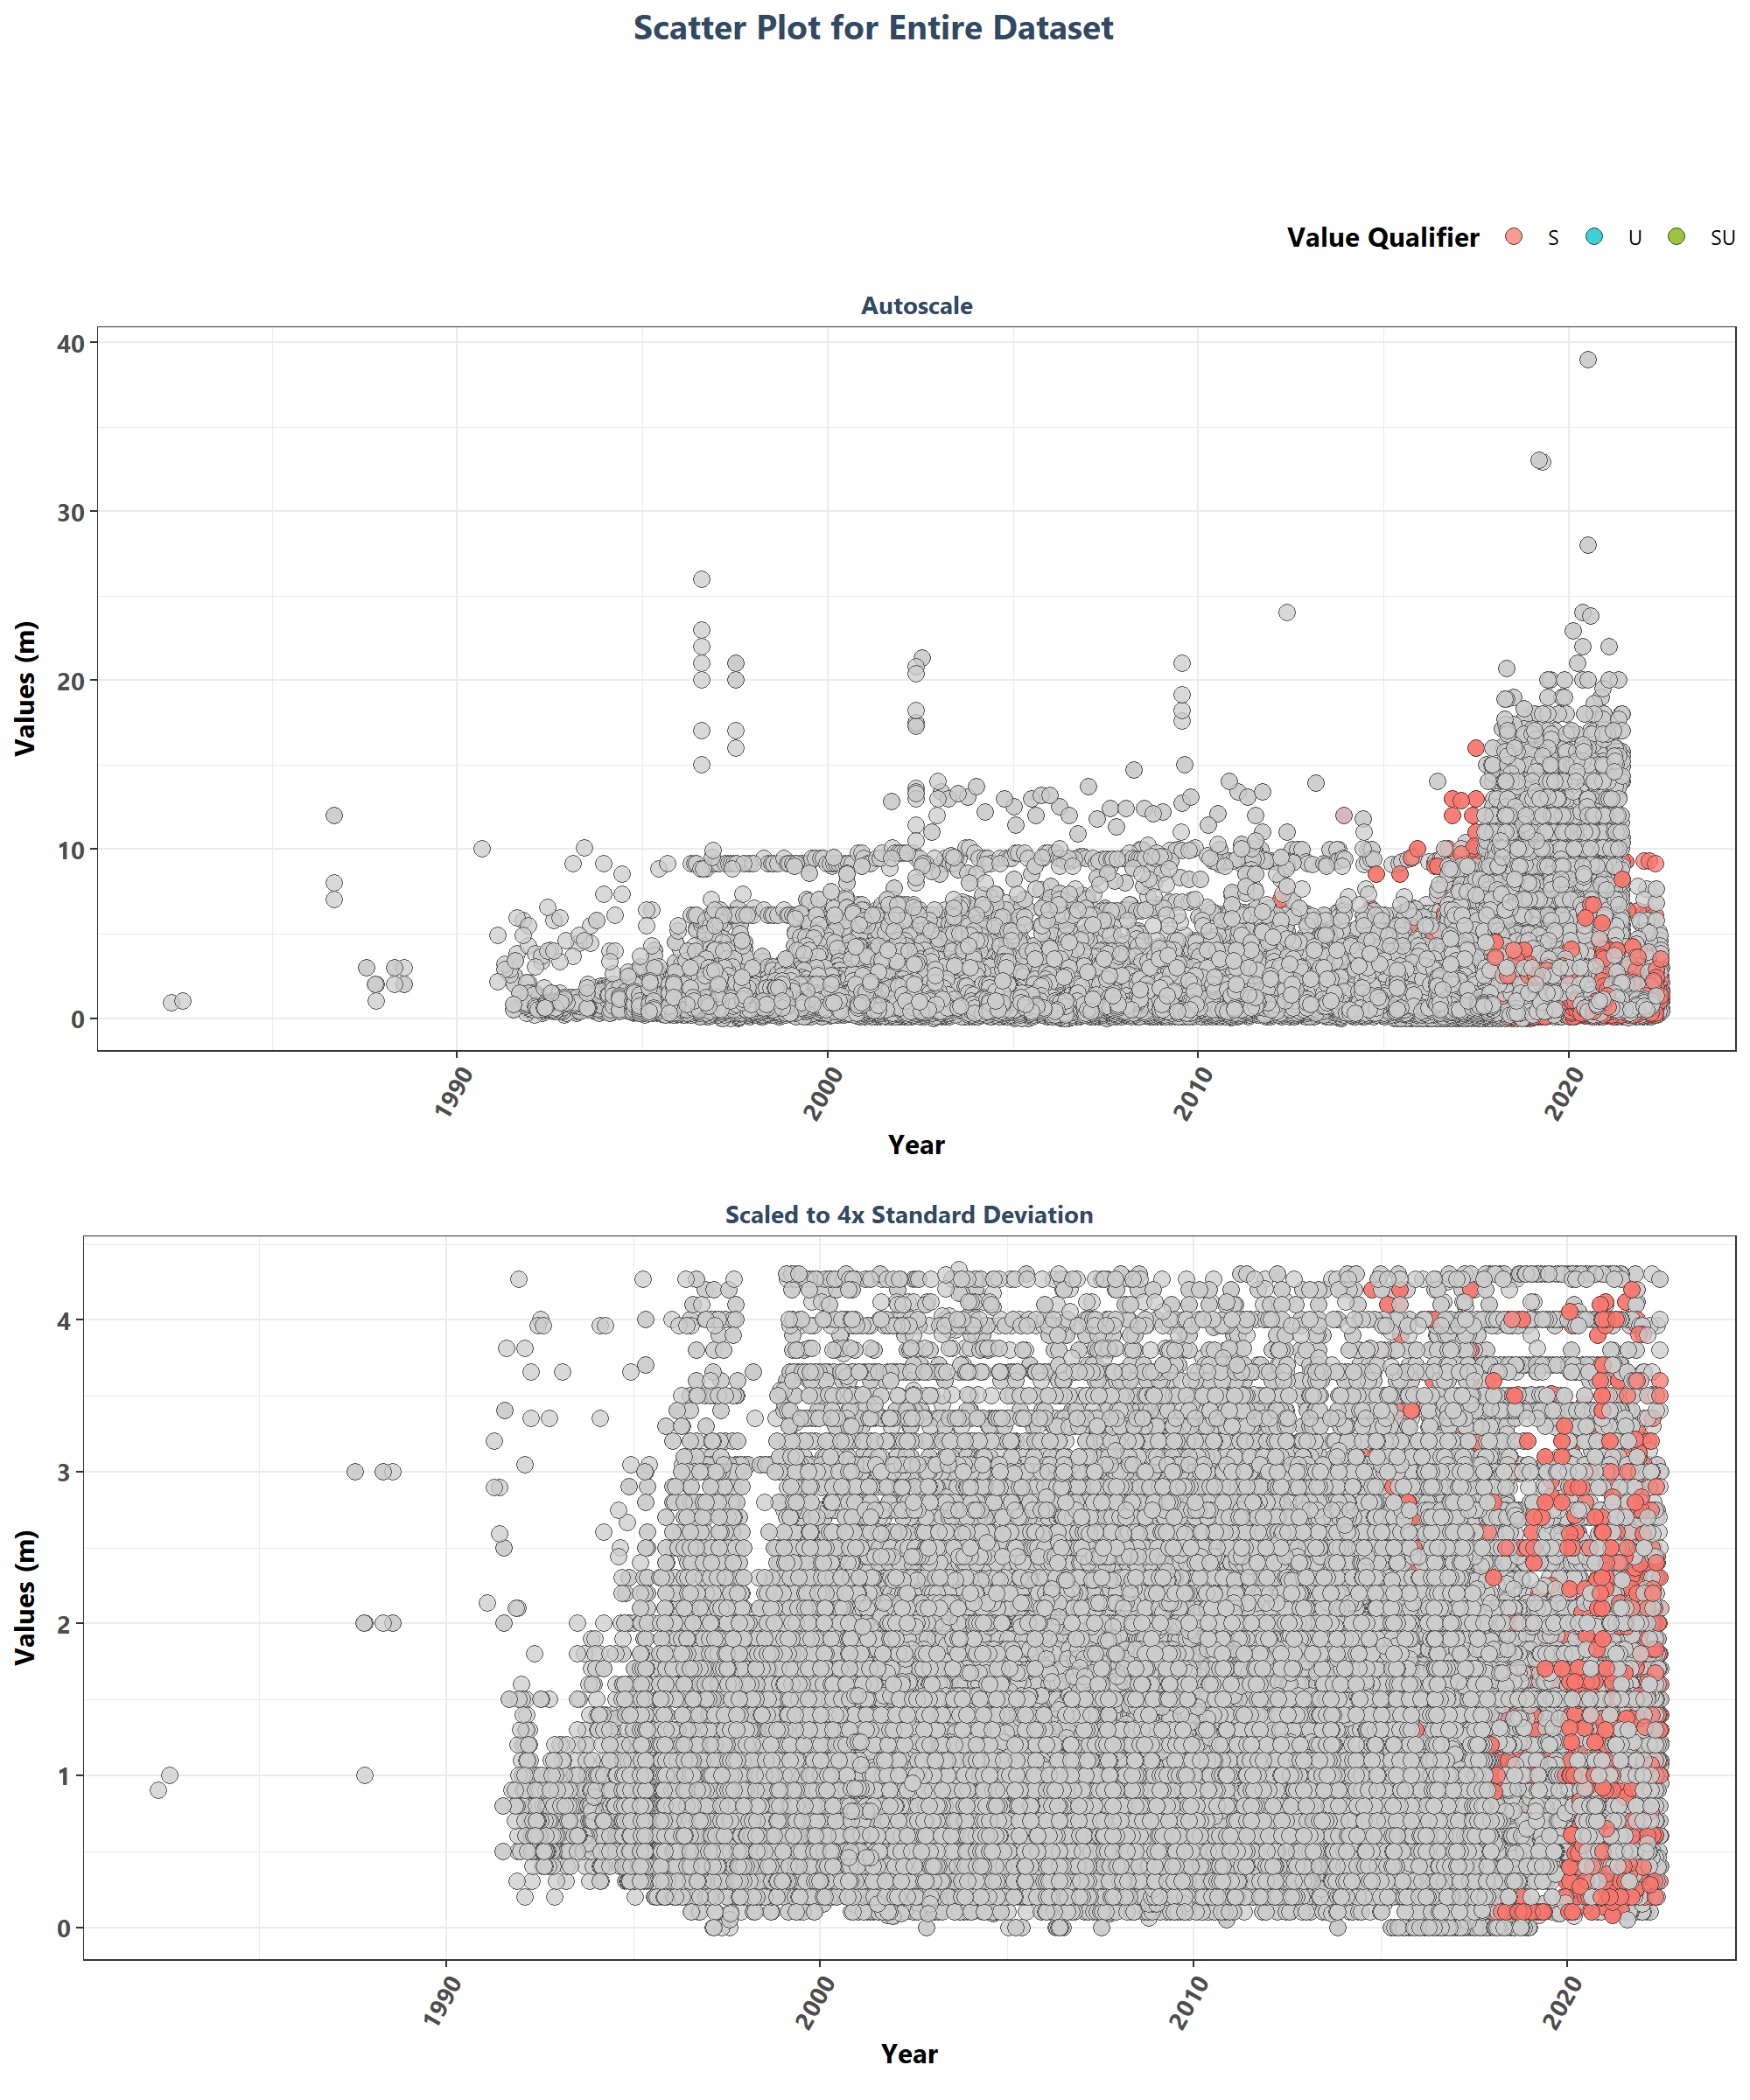 Scatter Plot for Entire Dataset
Value Qualifier S U SU
Autoscale
40
30
20
10
0
Values (m)
1990 2000 2010 2020
Year
Scaled to 4x Standard Deviation
4
3
2
1
0
Values (m)
1990 2000 2010 2020
Year